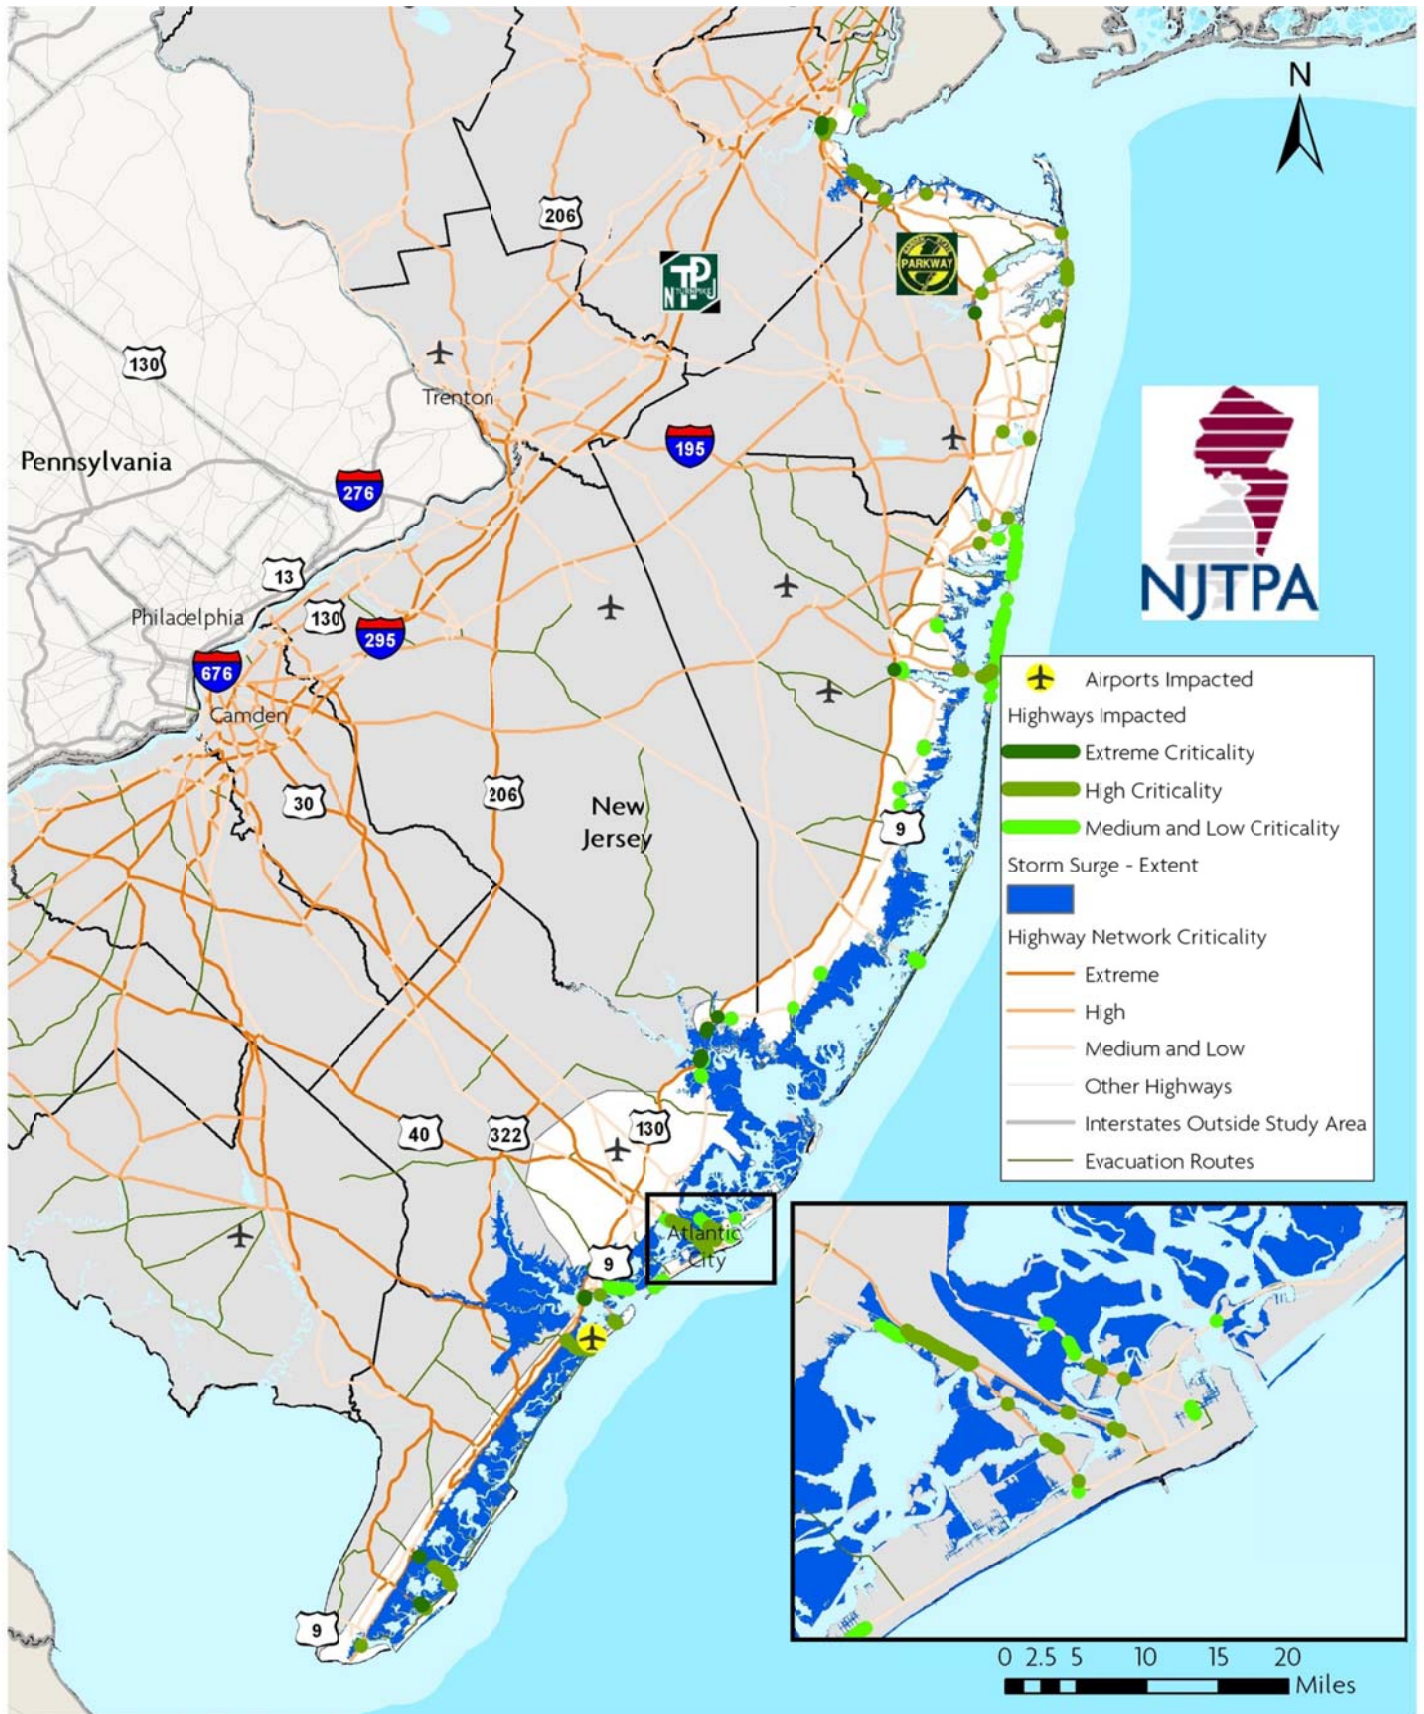 N
206
NTPJ
TURNPIKE
PARKWAY
130
Trenton
Pennsylvania
195
276
NJTPA
13
Philadelphia
130
295
676
Camden
Airports Impacted
Highways Impacted
Extreme Criticality
30
206
High Criticality
New
Jersey
9
Medium and Low Criticality
Storm Surge - Extent
Highway Network Criticality
Extreme
High
Medium and Low
Other Highways
40
322
130
Interstates Outside Study Area
Evacuation Routes
Atlantic
City
9
9
0 2.5 5 10 15 20
Miles